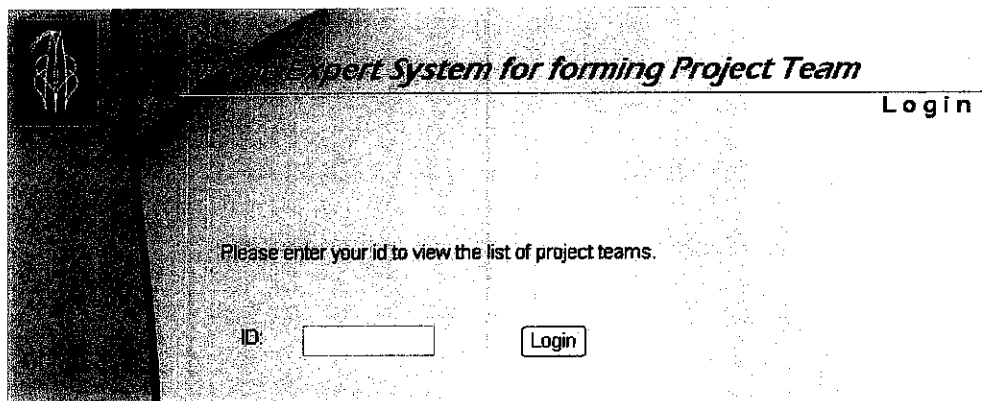 Expert System for forming Project Team
Login
Please enter your id to view the list of project teams.
ID:
Login